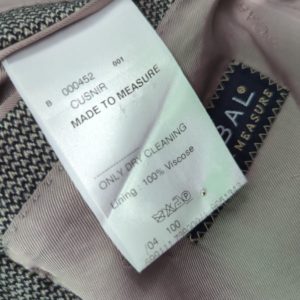 001
B 000452
CUSNIR
MADE TO MEASURE
ONLY DRY CLEANING
Lining : 100% Viscose
04 100
BAL
MEASURE